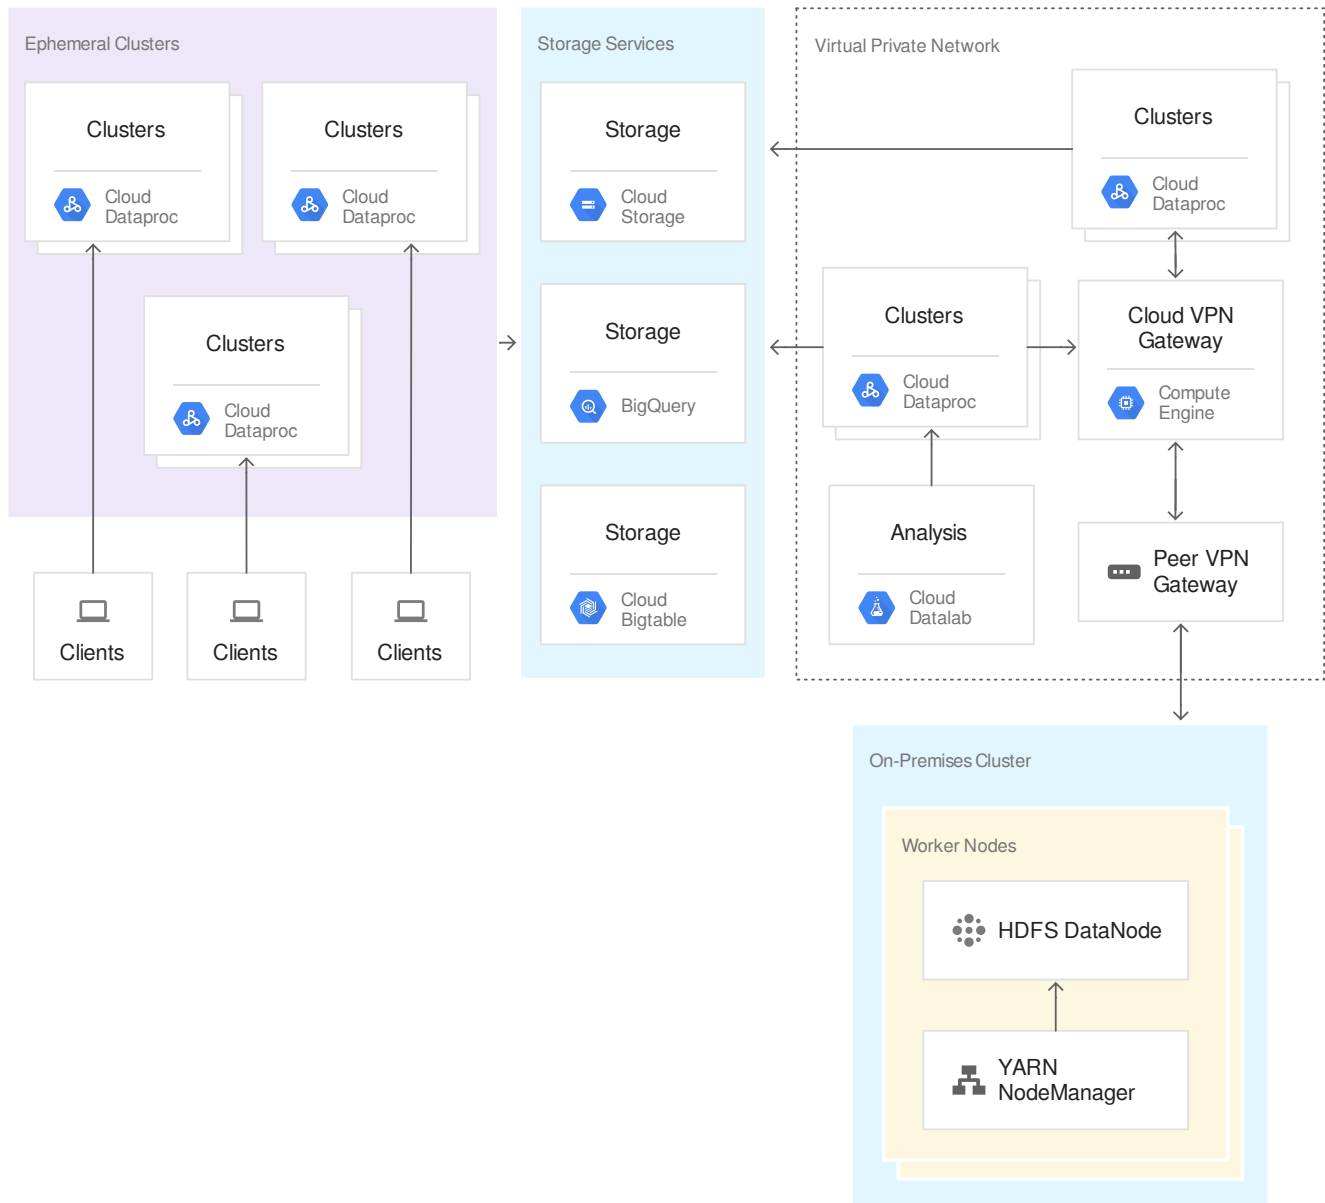 Ephemeral Clusters
Clusters
Cloud
Dataproc
Clusters
Cloud
Dataproc
Clusters
Cloud
Dataproc
Clients
Clients
Clients
Storage Services
Storage
Cloud
Storage
Storage
BigQuery
Storage
Cloud
Bigtable
Virtual Private Network
Clusters
Cloud
Dataproc
Clusters
Cloud
Dataproc
Cloud VPN
Gateway
Compute
Engine
Analysis
Cloud
Datalab
Peer VPN
Gateway
On-Premises Cluster
Worker Nodes
HDFS DataNode
YARN
NodeManager